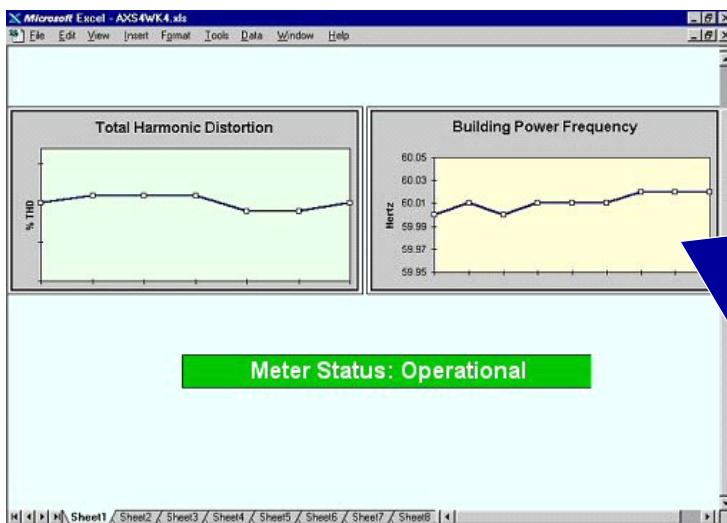 Microsoft Excel - AXS4WK4.xls
File Edit View Insert Format Tools Data Window Help
Total Harmonic Distortion
% THD
Building Power Frequency
Hertz
60.05
60.03
60.01
59.99
59.97
59.95
Meter Status: Operational
Sheet1 Sheet2 Sheet3 Sheet4 Sheet5 Sheet6 Sheet7 Sheet8